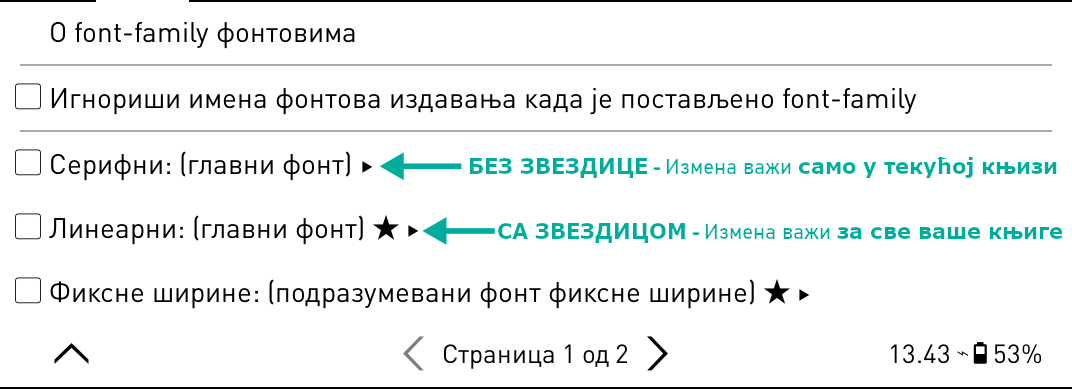 О font-family фонтовима
Игнориши имена фонтова издавања када је постављено font-family
Серифни: (главни фонт) ▸ БЕЗ ЗВЕЗДИЦЕ - Измена важи само у текућој књизи
Линеарни: (главни фонт) ★ ▸ СА ЗВЕЗДИЦОМ - Измена важи за све ваше књиге
Фиксне ширине: (подразумевани фонт фиксне ширине) ★ ▸
Страница 1 од 2 13.43 ~ 53%